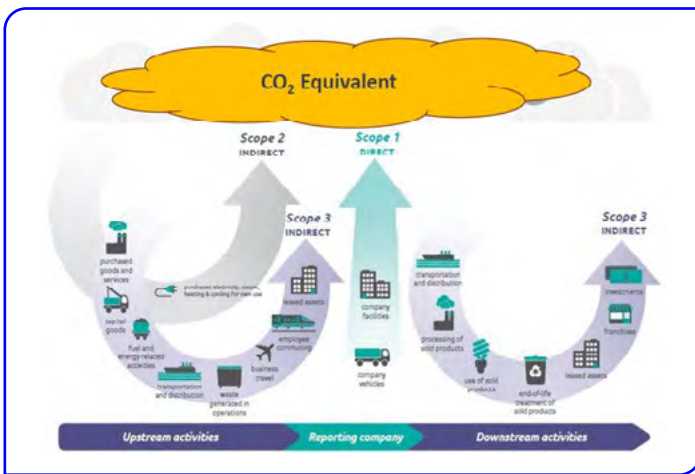 CO₂ Equivalent
Scope 2
INDIRECT
Scope 1
DIRECT
Scope 3
INDIRECT
Scope 3
INDIRECT
purchased
goods and
services
capital
goods
fuel and
energy related
activities
transportation
and distribution
waste
generated in
operations
business
travel
employee
commuting
leased assets
purchased electricity, steam,
heating & cooling for own use
company
facilities
company
vehicles
transportation
and distribution
processing of
sold products
use of sold
products
end-of-life
treatment of
sold products
leased assets
franchises
investments
Upstream activities
Reporting company
Downstream activities